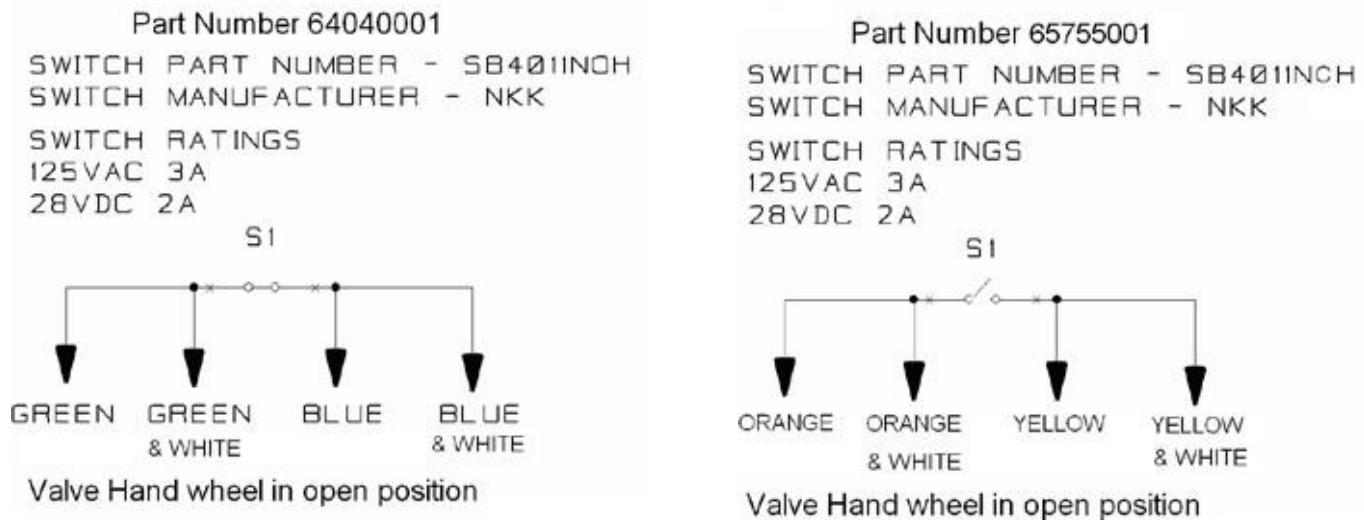 Part Number 64040001
SWITCH PART NUMBER - SB4011NOH
SWITCH MANUFACTURER - NKK
SWITCH RATINGS
125VAC 3A
28VDC 2A
S1
GREEN
GREEN
& WHITE
BLUE
BLUE
& WHITE
Valve Hand wheel in open position
Part Number 65755001
SWITCH PART NUMBER - SB4011NCH
SWITCH MANUFACTURER - NKK
SWITCH RATINGS
125VAC 3A
28VDC 2A
S1
ORANGE
ORANGE
& WHITE
YELLOW
YELLOW
& WHITE
Valve Hand wheel in open position